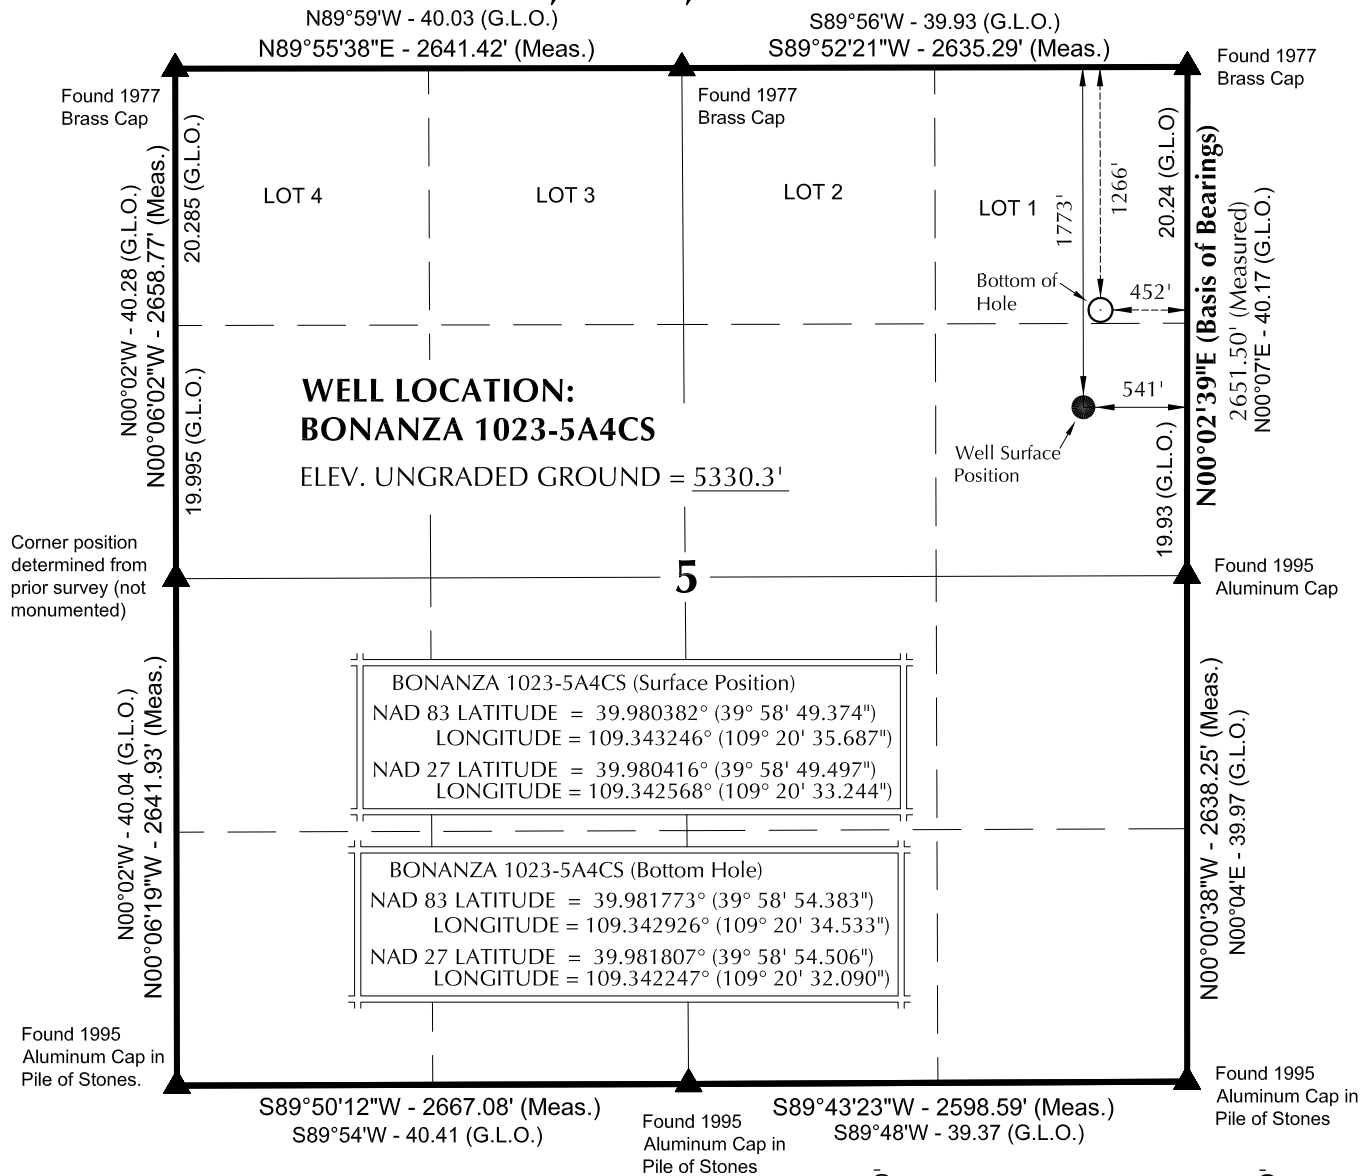 N89°59'W - 40.03 (G.L.O.)
N89°55'38"E - 2641.42' (Meas.)
S89°56'W - 39.93 (G.L.O.)
S89°52'21"W - 2635.29' (Meas.)
Found 1977
Brass Cap
Found 1977
Brass Cap
Found 1977
Brass Cap
LOT 4
LOT 3
LOT 2
LOT 1
N00°02'W - 40.28 (G.L.O.)
N00°06'02"W - 2658.77' (Meas.)
20.285 (G.L.O.)
19.995 (G.L.O.)
1773'
1266'
20.24 (G.L.O)
N00°02'39"E (Basis of Bearings)
2651.50' (Measured)
N00°07'E - 40.17 (G.L.O.)
Bottom of
Hole
452'
541'
Well Surface
Position
19.93 (G.L.O.)
WELL LOCATION:
BONANZA 1023-5A4CS
ELEV. UNGRADED GROUND = 5330.3'
Corner position
determined from
prior survey (not
monumented)
5
Found 1995
Aluminum Cap
N00°02'W - 40.04 (G.L.O.)
N00°06'19"W - 2641.93' (Meas.)
BONANZA 1023-5A4CS (Surface Position)
NAD 83 LATITUDE = 39.980382° (39° 58' 49.374")
LONGITUDE = 109.343246° (109° 20' 35.687")
NAD 27 LATITUDE = 39.980416° (39° 58' 49.497")
LONGITUDE = 109.342568° (109° 20' 33.244")
BONANZA 1023-5A4CS (Bottom Hole)
NAD 83 LATITUDE = 39.981773° (39° 58' 54.383")
LONGITUDE = 109.342926° (109° 20' 34.533")
NAD 27 LATITUDE = 39.981807° (39° 58' 54.506")
LONGITUDE = 109.342247° (109° 20' 32.090")
N00°00'38"W - 2638.25' (Meas.)
N00°04'E - 39.97 (G.L.O.)
Found 1995
Aluminum Cap in
Pile of Stones.
S89°50'12"W - 2667.08' (Meas.)
S89°54'W - 40.41 (G.L.O.)
Found 1995
Aluminum Cap in
Pile of Stones
S89°43'23"W - 2598.59' (Meas.)
S89°48'W - 39.37 (G.L.O.)
Found 1995
Aluminum Cap in
Pile of Stones